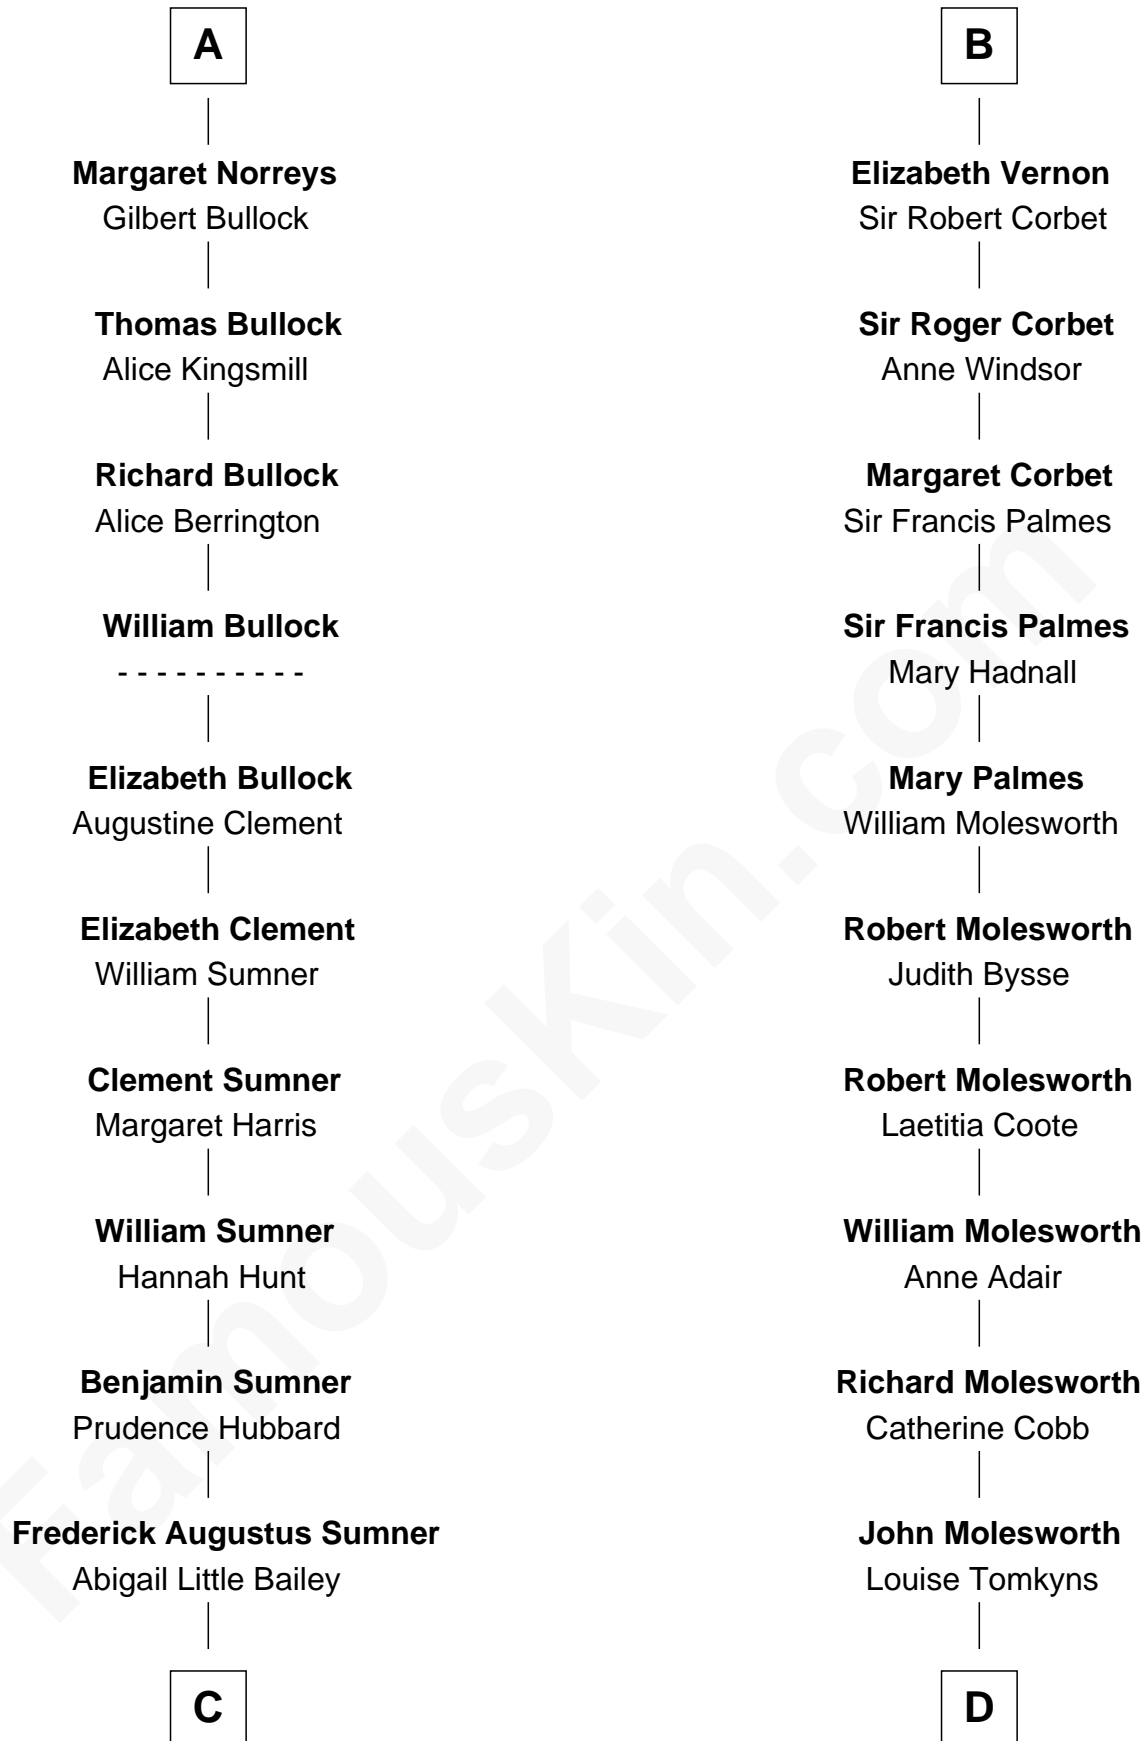 A
Margaret Norreys
Gilbert Bullock
Thomas Bullock
Alice Kingsmill
Richard Bullock
Alice Berrington
William Bullock
- - - - - - - - - -
Elizabeth Bullock
Augustine Clement
Elizabeth Clement
William Sumner
Clement Sumner
Margaret Harris
William Sumner
Hannah Hunt
Benjamin Sumner
Prudence Hubbard
Frederick Augustus Sumner
Abigail Little Bailey
C
B
Elizabeth Vernon
Sir Robert Corbet
Sir Roger Corbet
Anne Windsor
Margaret Corbet
Sir Francis Palmes
Sir Francis Palmes
Mary Hadnall
Mary Palmes
William Molesworth
Robert Molesworth
Judith Bysse
Robert Molesworth
Laetitia Coote
William Molesworth
Anne Adair
Richard Molesworth
Catherine Cobb
John Molesworth
Louise Tomkyns
D
FamousKin.com